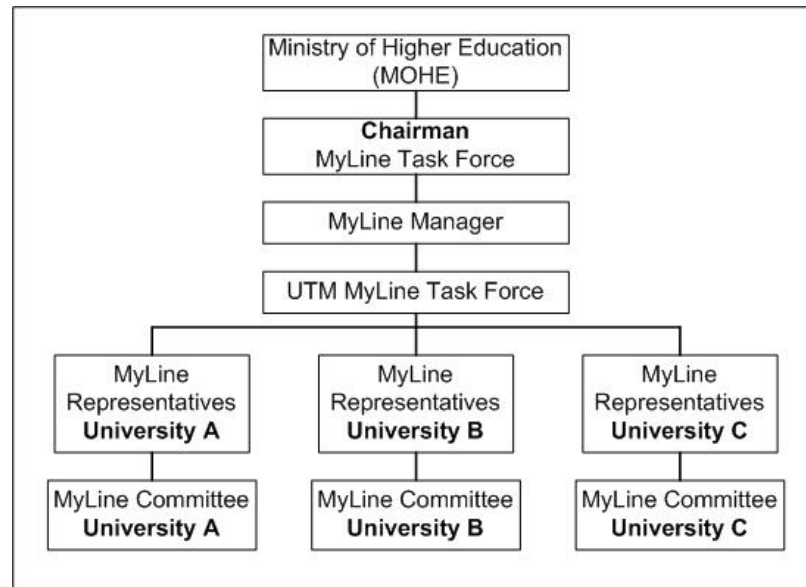 Ministry of Higher Education
(MOHE)
Chairman
MyLine Task Force
MyLine Manager
UTM MyLine Task Force
MyLine
Representatives
University A
MyLine
Representatives
University B
MyLine
Representatives
University C
MyLine Committee
University A
MyLine Committee
University B
MyLine Committee
University C